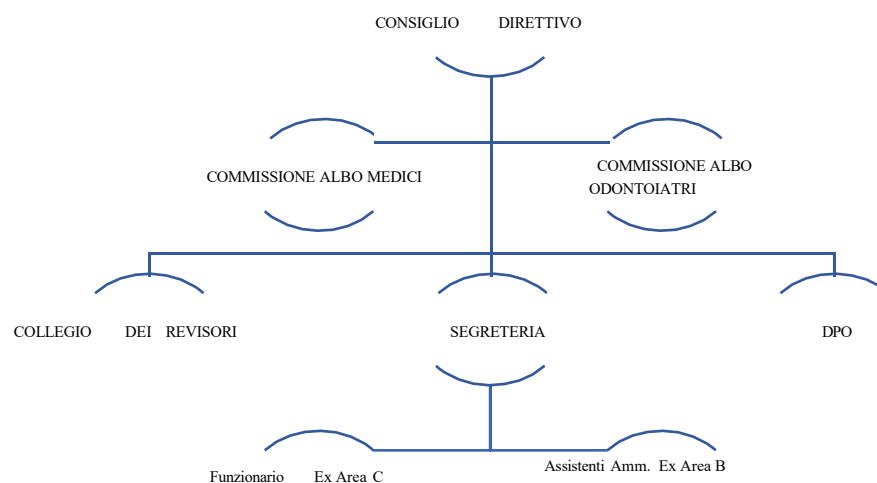 CONSIGLIO DIRETTIVO
COMMISSIONE ALBO MEDICI
COMMISSIONE ALBO
ODONTOIATRI
COLLEGIO DEI REVISORI
SEGRETERIA
DPO
Funzionario Ex Area C
Assistenti Amm. Ex Area B